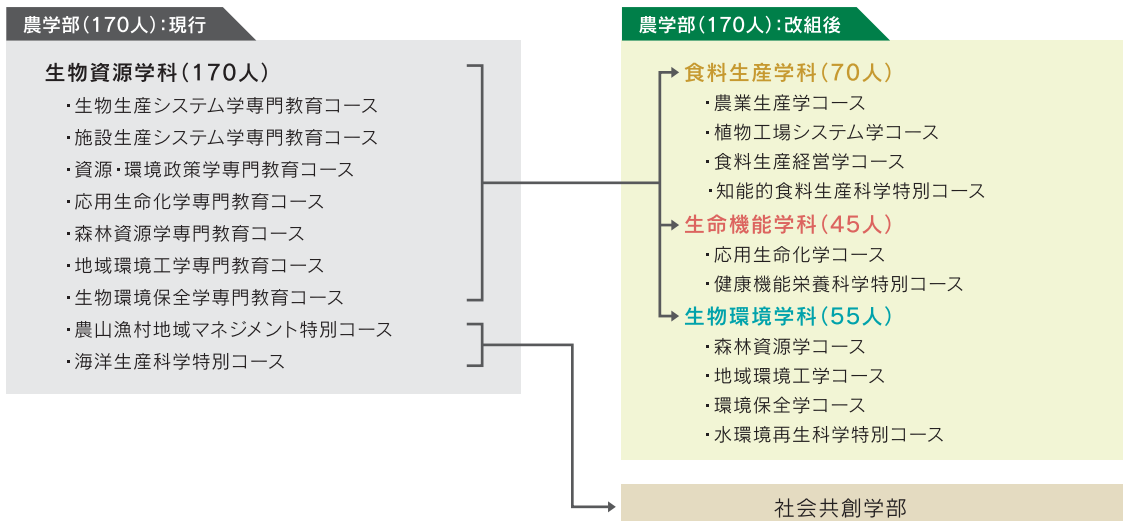 農学部(170人):現行
生物資源学科(170人)
・生物生産システム学専門教育コース
・施設生産システム学専門教育コース
・資源・環境政策学専門教育コース
・応用生命化学専門教育コース
・森林資源学専門教育コース
・地域環境工学専門教育コース
・生物環境保全学専門教育コース
・農山漁村地域マネジメント特別コース
・海洋生産科学特別コース
農学部(170人):改組後
食料生産学科(70人)
・農業生産学コース
・植物工場システム学コース
・食料生産経営学コース
・知能的食料生産科学特別コース
生命機能学科(45人)
・応用生命化学コース
・健康機能栄養科学特別コース
生物環境学科(55人)
・森林資源学コース
・地域環境工学コース
・環境保全学コース
・水環境再生科学特別コース
社会共創学部